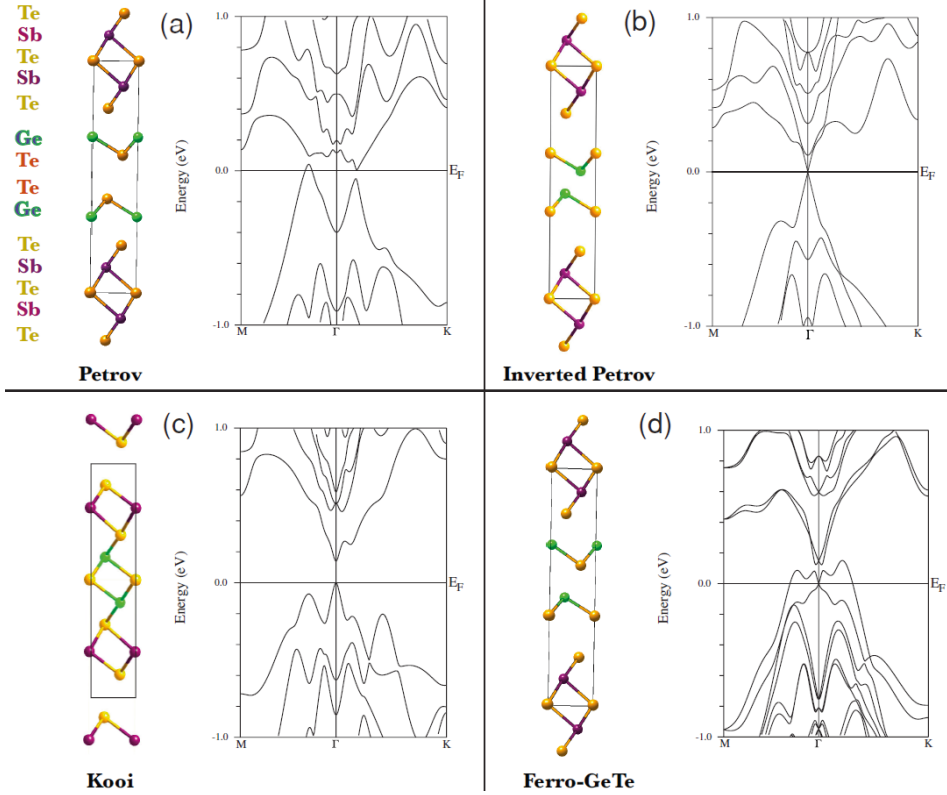 Te
Sb
Te
Sb
Te
Ge
Te
Te
Ge
Te
Sb
Te
Sb
Te
(a)
1.0
0.0
-1.0
Energy (eV)
E_F
M
Γ
K
Petrov
(b)
1.0
0.0
-1.0
Energy (eV)
E_F
M
Γ
K
Inverted Petrov
(c)
1.0
0.0
-1.0
Energy (eV)
E_F
M
Γ
K
Kooi
(d)
1.0
0.0
-1.0
Energy (eV)
E_F
M
Γ
K
Ferro-GeTe